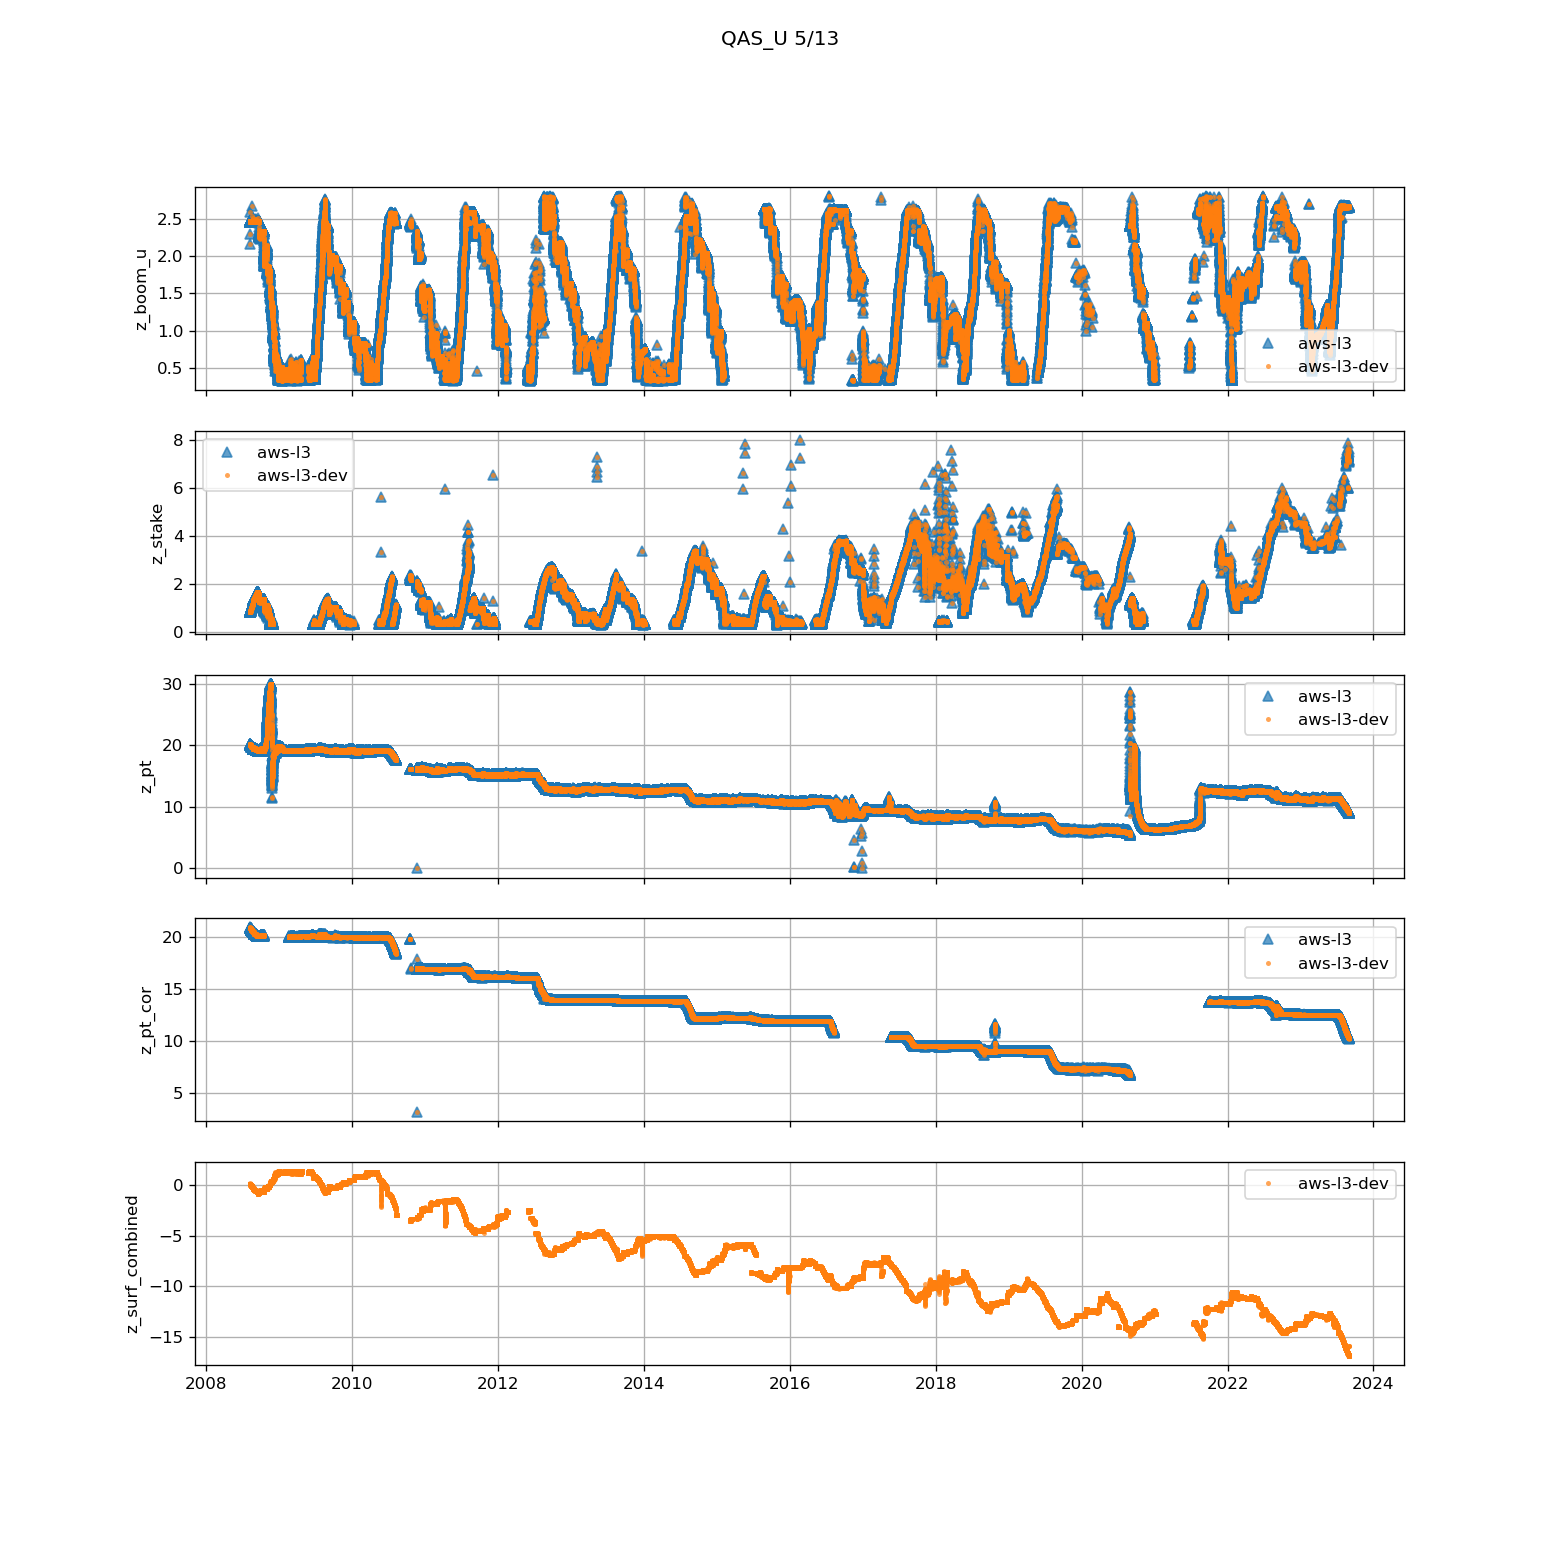 QAS_U 5/13
z_boom_u
2.5
2.0
1.5
1.0
0.5
aws-l3
aws-l3-dev
z_stake
8
6
4
2
0
aws-l3
aws-l3-dev
z_pt
30
20
10
0
aws-l3
aws-l3-dev
z_pt_cor
20
15
10
5
aws-l3
aws-l3-dev
z_surf_combined
0
−5
−10
−15
aws-l3-dev
2008 2010 2012 2014 2016 2018 2020 2022 2024